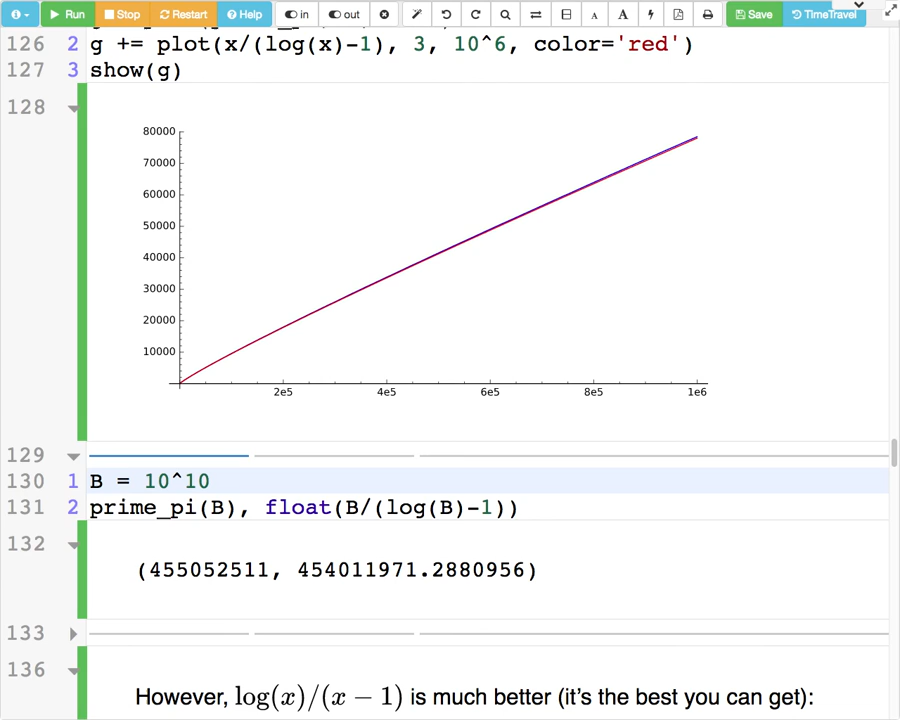 Run Stop Restart Help in out A A Save TimeTravel
126 2 g += plot(x/(log(x)-1), 3, 10^6, color='red')
127 3 show(g)
128
80000
70000
60000
50000
40000
30000
20000
10000
2e5 4e5 6e5 8e5 1e6
129
130 1 B = 10^10
131 2 prime_pi(B), float(B/(log(B)-1))
132
(455052511, 454011971.2880956)
133
136
However, log(x)/(x − 1) is much better (it's the best you can get):